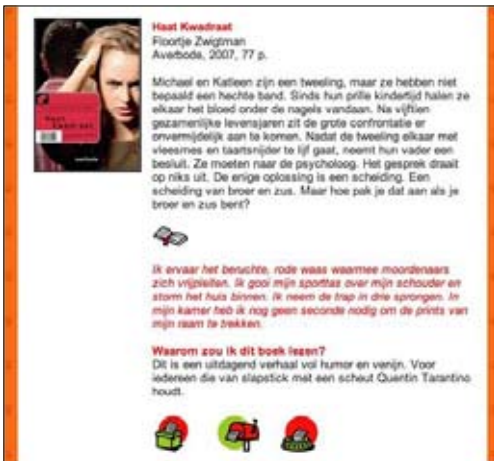 Haat Kwadraat
Floortje Zwigtman
Averbode, 2007, 77 p.
Michael en Katleen zijn een tweeling, maar ze hebben niet
bepaald een hechte band. Sinds hun prille kindertijd halen ze
elkaar het bloed onder de nagels vandaan. Na vijftien
gezamenlijke levensjaren zit de grote confrontatie er
onvermijdelijk aan te komen. Nadat de tweeling elkaar met
vleesmes en taartsnijder te lijf gaat, neemt hun vader een
besluit. Ze moeten naar de psycholoog. Het gesprek draait
op niks uit. De enige oplossing is een scheiding. Een
scheiding van broer en zus. Maar hoe pak je dat aan als je
broer en zus bent?
Ik ervaar het beruchte, rode waas waarmee moordenaars
zich vrijpleiten. Ik gooi mijn sporttas over mijn schouder en
storm het huis binnen. Ik neem de trap in drie sprongen. In
mijn kamer heb ik nog geen seconde nodig om de prints van
mijn raam te trekken.
Waarom zou ik dit boek lezen?
Dit is een uitdagend verhaal vol humor en venijn. Voor
iedereen die van slapstick met een scheut Quentin Tarantino
houdt.